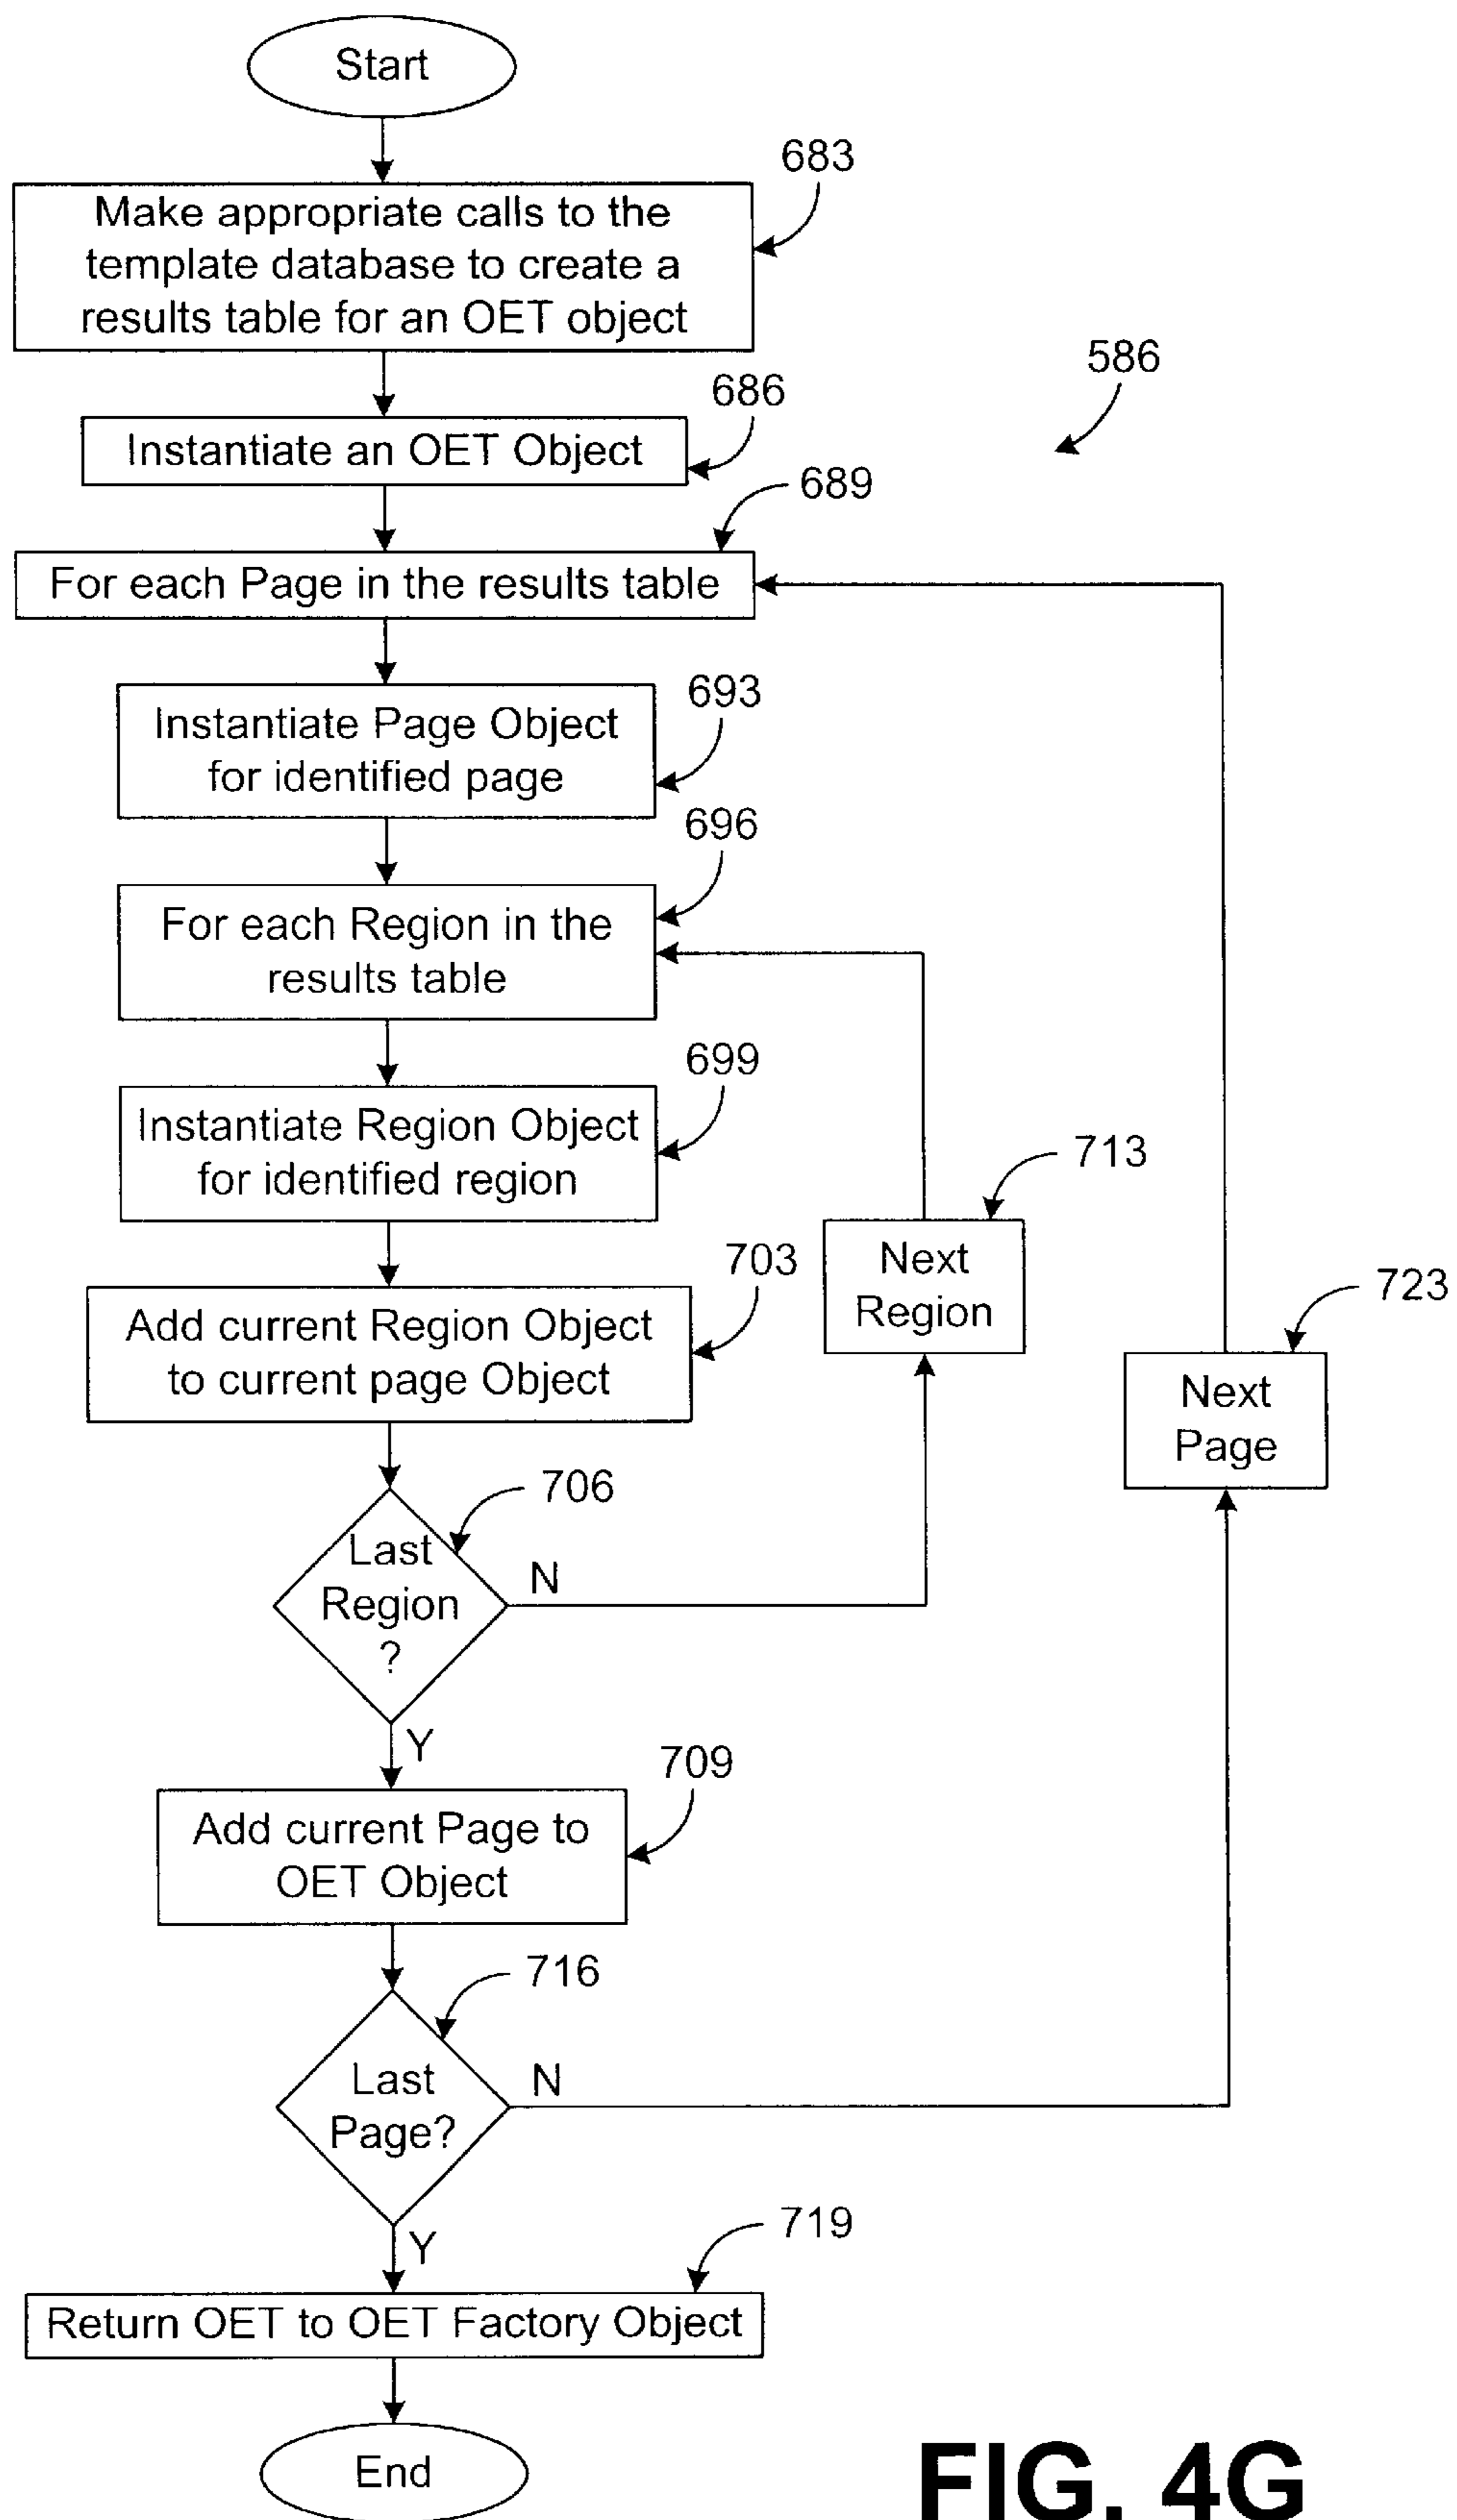 Start
683
Make appropriate calls to the
template database to create a
results table for an OET object
586
686
Instantiate an OET Object
689
For each Page in the results table
693
Instantiate Page Object
for identified page
696
For each Region in the
results table
699
Instantiate Region Object
for identified region
713
Next
Region
703
Add current Region Object
to current page Object
723
Next
Page
706
Last
Region
?
N
Y
709
Add current Page to
OET Object
716
Last
Page?
N
Y
719
Return OET to OET Factory Object
End
FIG. 4G